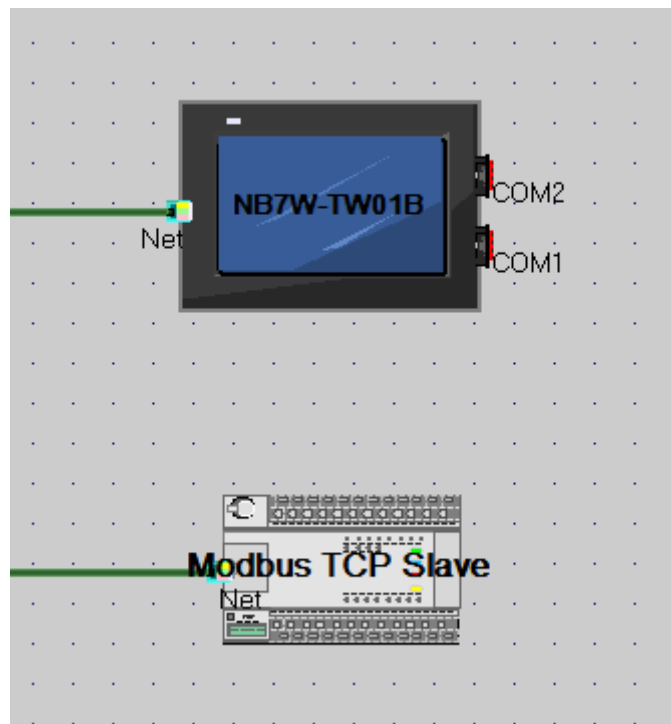 NB7W-TW01B
COM2
Net
COM1
Modbus TCP Slave
Net